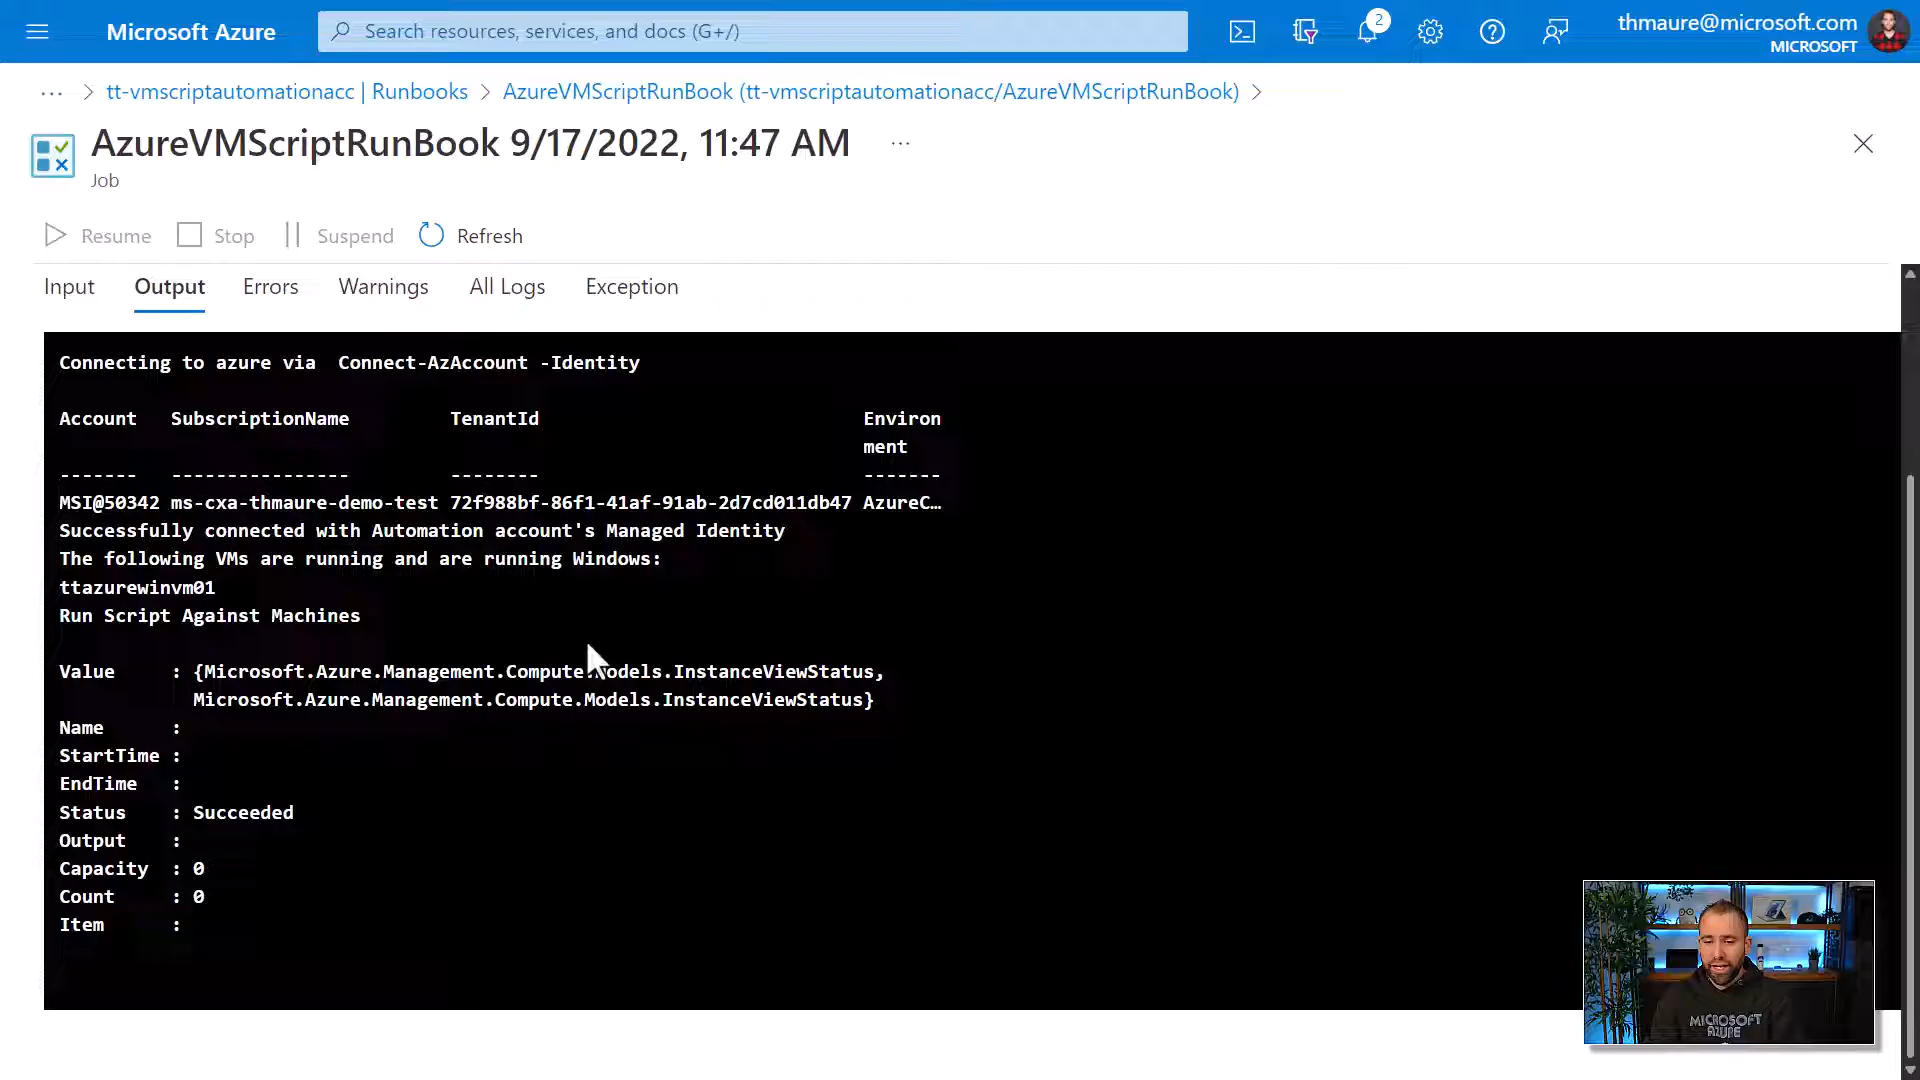 Microsoft Azure
Search resources, services, and docs (G+/)
2
thmaure@microsoft.com
MICROSOFT
... > tt-vmscriptautomationacc | Runbooks > AzureVMScriptRunBook (tt-vmscriptautomationacc/AzureVMScriptRunBook) >
AzureVMScriptRunBook 9/17/2022, 11:47 AM ...
Job
Resume Stop Suspend Refresh
Input Output Errors Warnings All Logs Exception
Connecting to azure via  Connect-AzAccount -Identity
Account SubscriptionName TenantId Environ
ment
------- ---------------- -------- -------
MSI@50342 ms-cxa-thmaure-demo-test 72f988bf-86f1-41af-91ab-2d7cd011db47 AzureC…
Successfully connected with Automation account's Managed Identity
The following VMs are running and are running Windows:
ttazurewinvm01
Run Script Against Machines
Value : {Microsoft.Azure.Management.Compute.Models.InstanceViewStatus,
Microsoft.Azure.Management.Compute.Models.InstanceViewStatus}
Name :
StartTime :
EndTime :
Status : Succeeded
Output :
Capacity : 0
Count : 0
Item :
MICROSOFT
AZURE